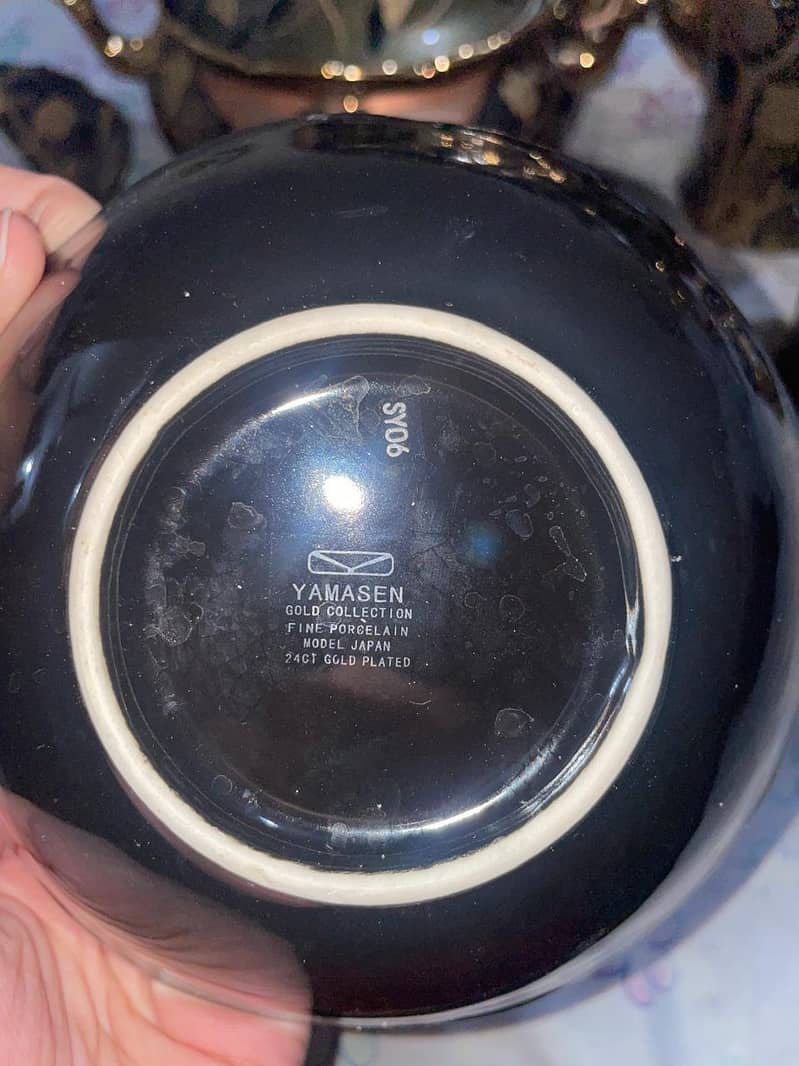 SY06
YAMASEN
GOLD COLLECTION
FINE PORCELAIN
MODEL JAPAN
24CT GOLD PLATED